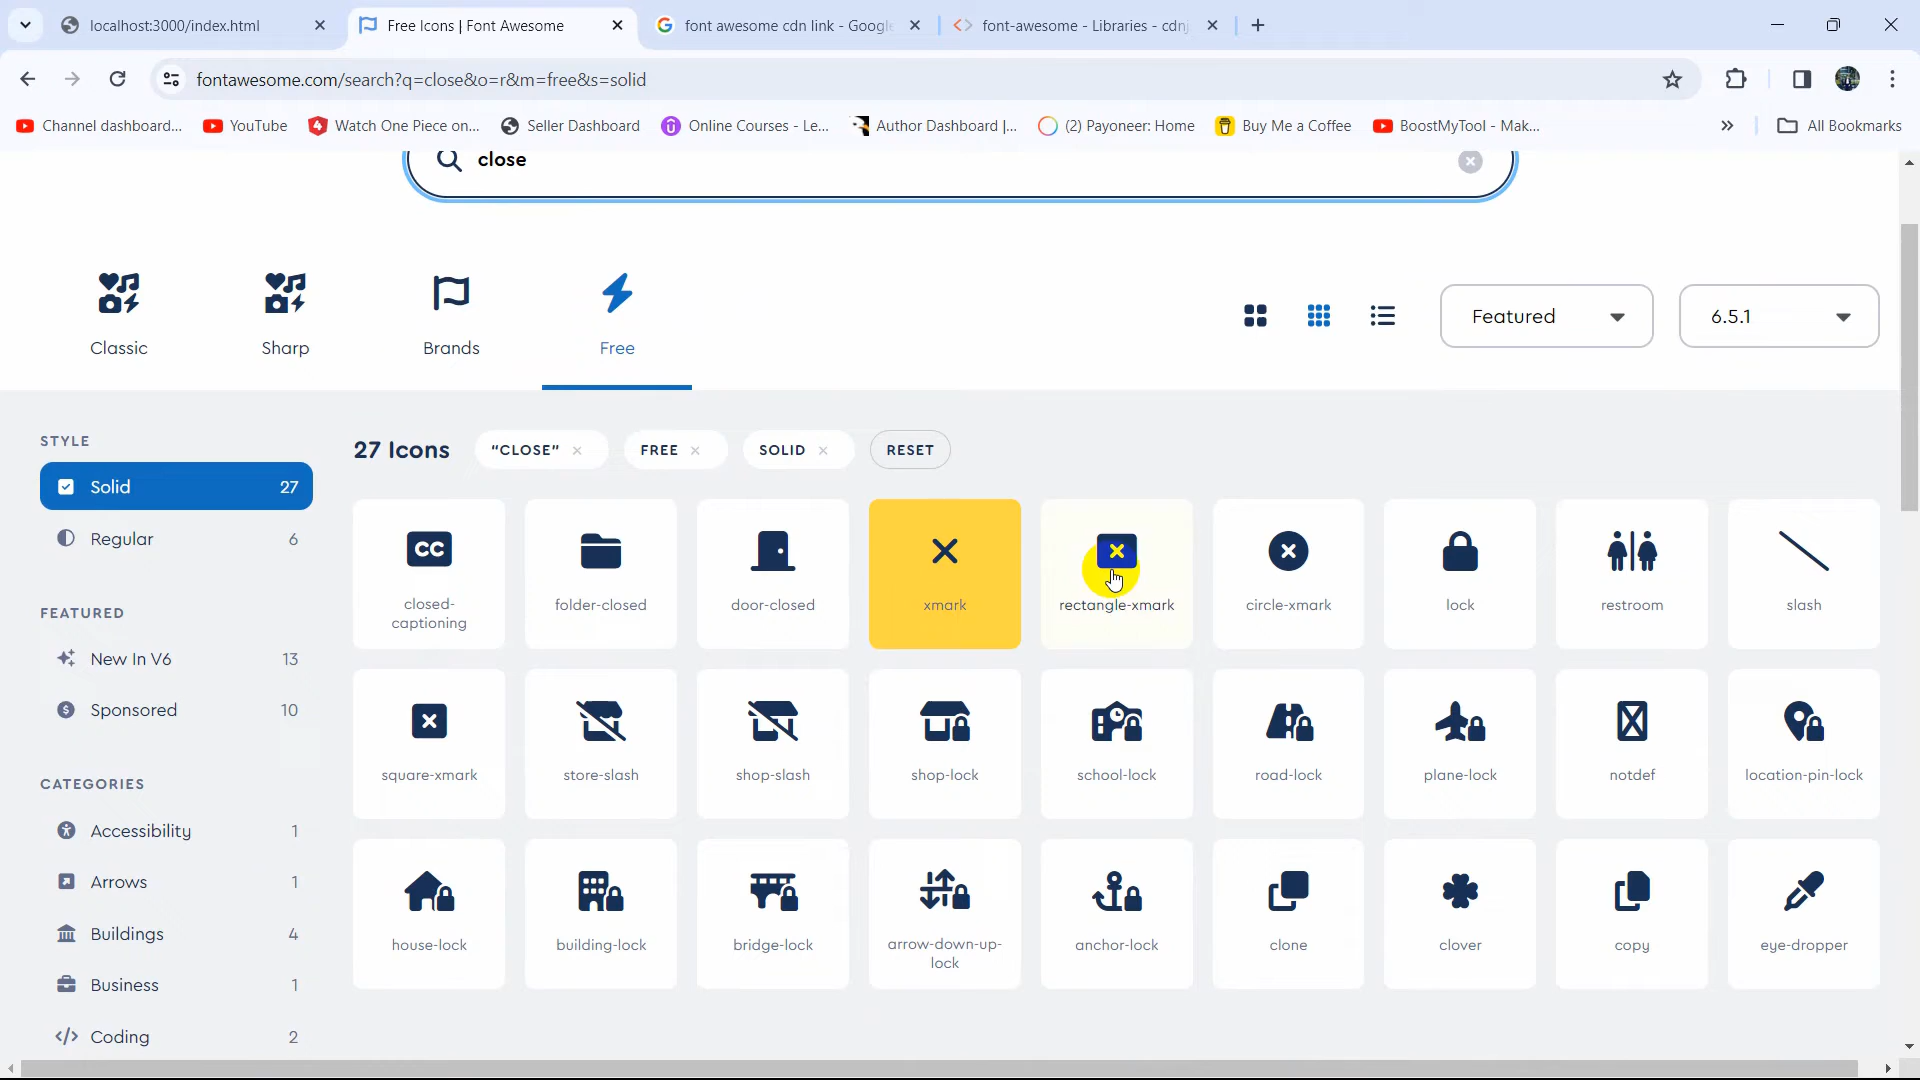 localhost:3000/index.html
Free Icons | Font Awesome
font awesome cdn link - Google
font-awesome - Libraries - cdnj
fontawesome.com/search?q=close&o=r&m=free&s=solid
Channel dashboard...
YouTube
Watch One Piece on...
Seller Dashboard
Online Courses - Le...
Author Dashboard |...
(2) Payoneer: Home
Buy Me a Coffee
BoostMyTool - Mak...
»
All Bookmarks
close
Classic
Sharp
Brands
Free
Featured
6.5.1
STYLE
Solid 27
Regular 6
FEATURED
New In V6 13
Sponsored 10
CATEGORIES
Accessibility 1
Arrows 1
Buildings 4
Business 1
Coding 2
27 Icons
"CLOSE" ×
FREE ×
SOLID ×
RESET
CC
closed-
captioning
folder-closed
door-closed
xmark
rectangle-xmark
circle-xmark
lock
restroom
slash
square-xmark
store-slash
shop-slash
shop-lock
school-lock
road-lock
plane-lock
notdef
location-pin-lock
house-lock
building-lock
bridge-lock
arrow-down-up-
lock
anchor-lock
clone
clover
copy
eye-dropper